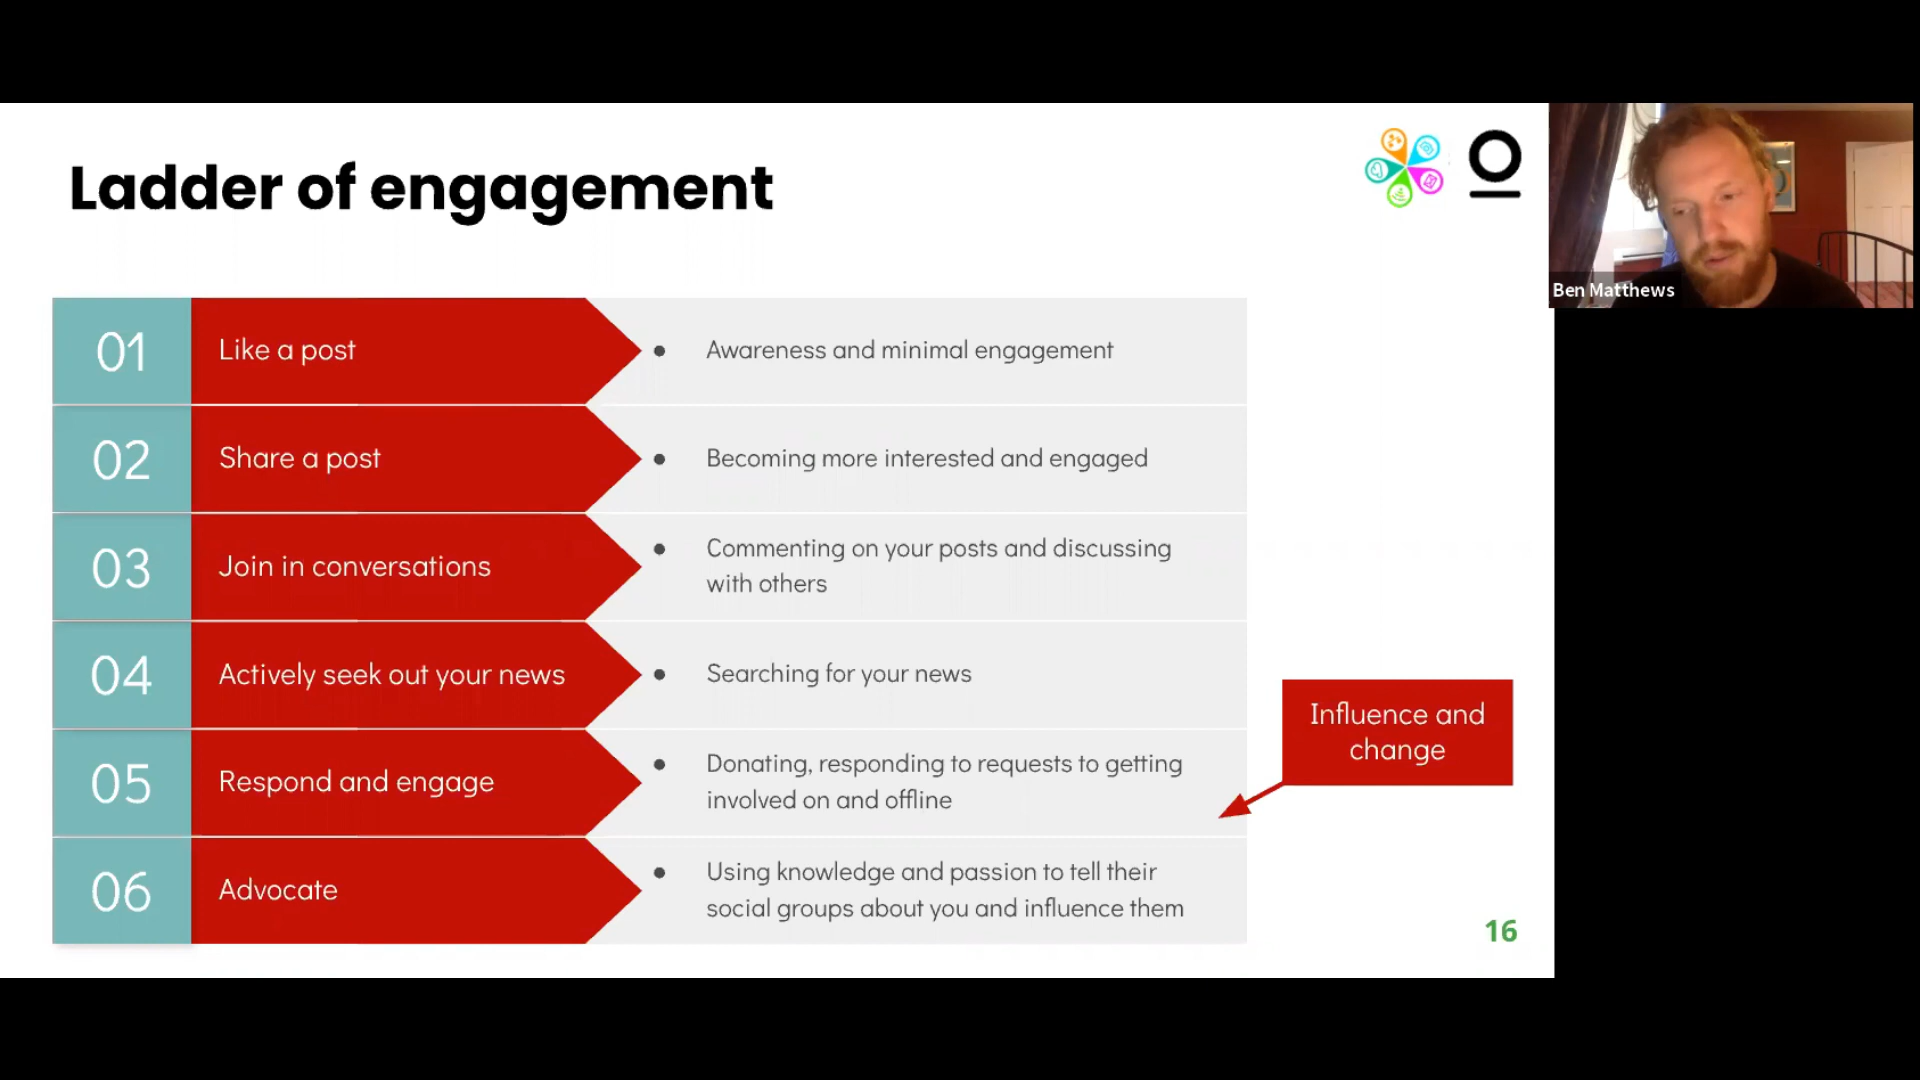 Ladder of engagement
Ben Matthews
01
Like a post
● Awareness and minimal engagement
02
Share a post
● Becoming more interested and engaged
03
Join in conversations
● Commenting on your posts and discussing
with others
04
Actively seek out your news
● Searching for your news
05
Respond and engage
● Donating, responding to requests to getting
involved on and offline
Influence and
change
06
Advocate
● Using knowledge and passion to tell their
social groups about you and influence them
16